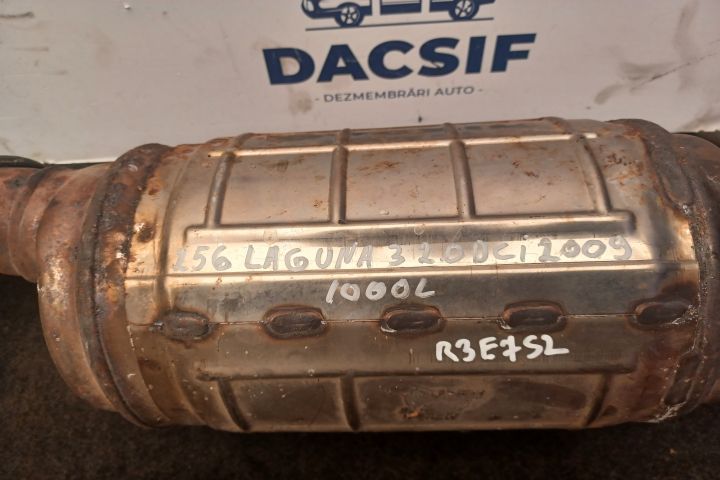 DACSIF
- DEZMEMBRĂRI AUTO -
256 LAGUNA 3 2.0 DCI 2009
1000L
R3E7S2